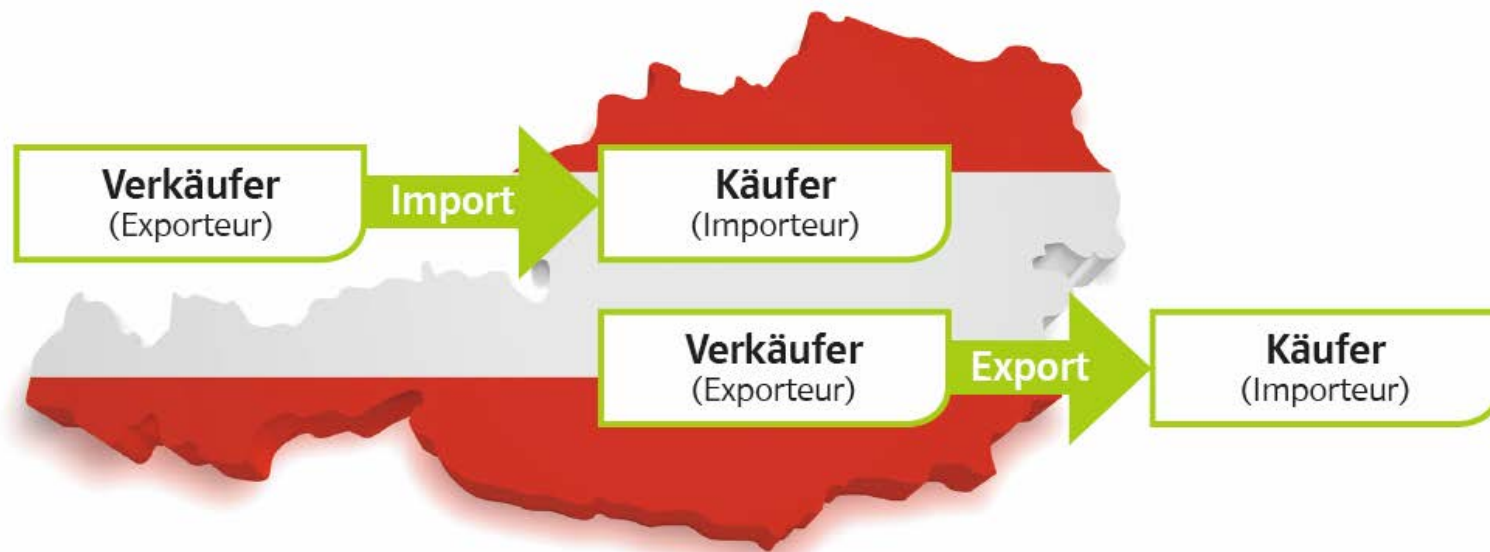 Verkäufer
(Exporteur)
Import
Käufer
(Importeur)
Verkäufer
(Exporteur)
Export
Käufer
(Importeur)